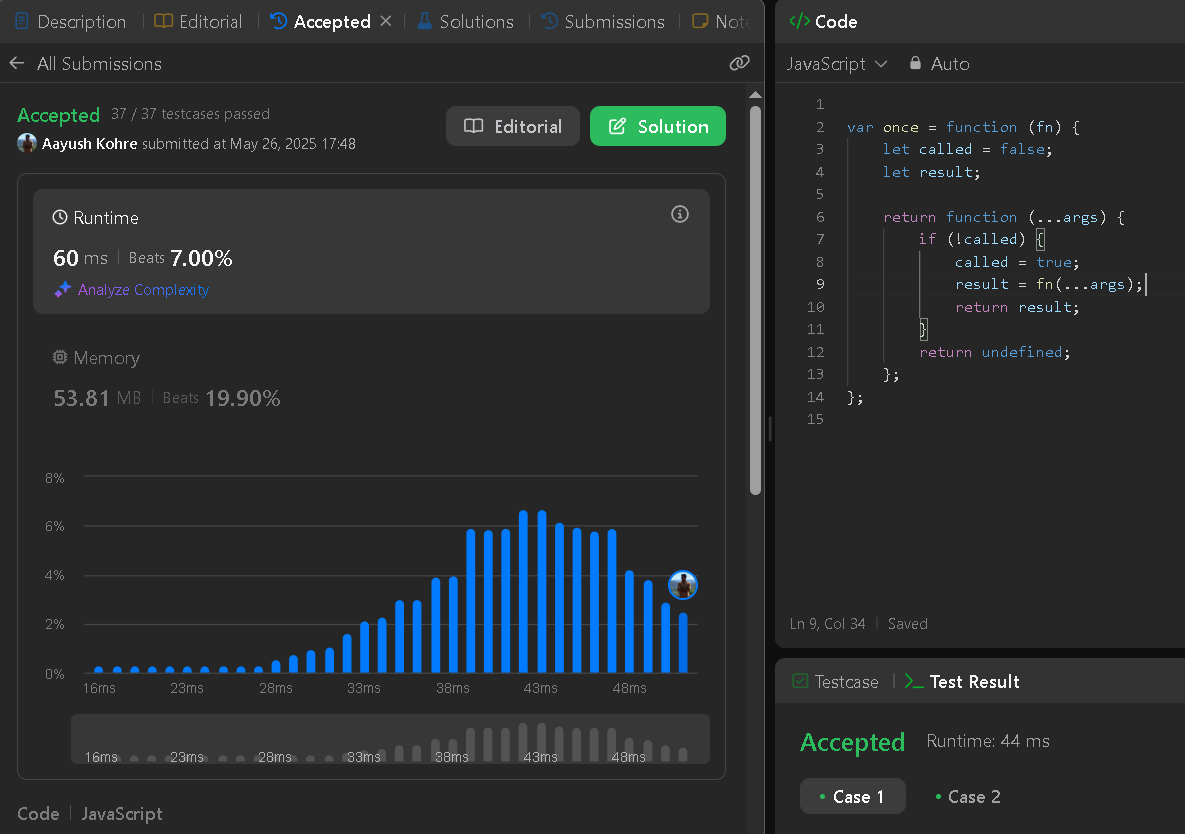 Description Editorial Accepted Solutions Submissions Note
All Submissions
Accepted 37 / 37 testcases passed
Aayush Kohre submitted at May 26, 2025 17:48
Editorial
Solution
Runtime
60 ms Beats 7.00%
Analyze Complexity
Memory
53.81 MB Beats 19.90%
8%
6%
4%
2%
0%
16ms 23ms 28ms 33ms 38ms 43ms 48ms
16ms 23ms 28ms 33ms 38ms 43ms 48ms
Code JavaScript
</> Code
JavaScript Auto
1
2 var once = function (fn) {
3 let called = false;
4 let result;
5
6 return function (...args) {
7 if (!called) {
8 called = true;
9 result = fn(...args);
10 return result;
11 }
12 return undefined;
13 };
14 };
15
Ln 9, Col 34 Saved
Testcase Test Result
Accepted Runtime: 44 ms
Case 1 Case 2